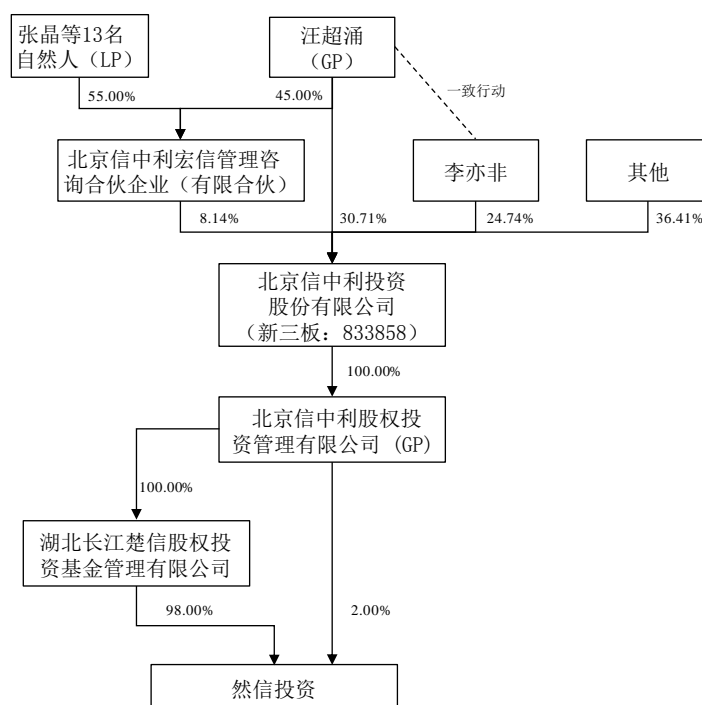 张晶等13名
自然人（LP）
汪超涌
（GP）
一致行动
55.00%
45.00%
北京信中利宏信管理咨
询合伙企业（有限合伙）
李亦非
其他
8.14%
30.71%
24.74%
36.41%
北京信中利投资
股份有限公司
（新三板：833858）
100.00%
北京信中利股权投
资管理有限公司 (GP)
100.00%
湖北长江楚信股权投
资基金管理有限公司
98.00%
2.00%
然信投资